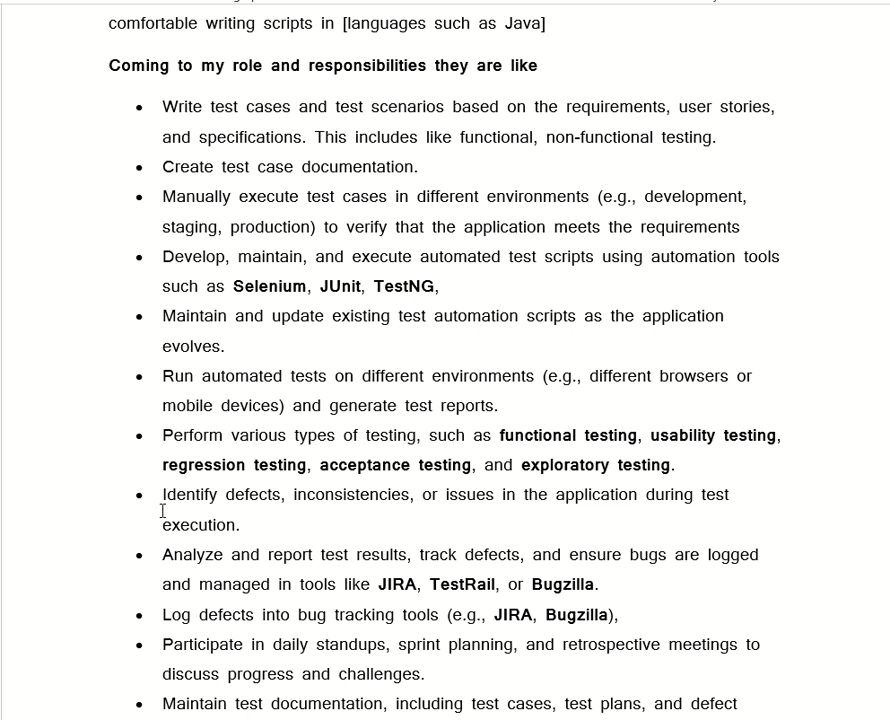 comfortable writing scripts in [languages such as Java]
Coming to my role and responsibilities they are like
• Write test cases and test scenarios based on the requirements, user stories,
and specifications. This includes like functional, non-functional testing.
• Create test case documentation.
• Manually execute test cases in different environments (e.g., development,
staging, production) to verify that the application meets the requirements
• Develop, maintain, and execute automated test scripts using automation tools
such as Selenium, JUnit, TestNG,
• Maintain and update existing test automation scripts as the application
evolves.
• Run automated tests on different environments (e.g., different browsers or
mobile devices) and generate test reports.
• Perform various types of testing, such as functional testing, usability testing,
regression testing, acceptance testing, and exploratory testing.
• Identify defects, inconsistencies, or issues in the application during test
execution.
• Analyze and report test results, track defects, and ensure bugs are logged
and managed in tools like JIRA, TestRail, or Bugzilla.
• Log defects into bug tracking tools (e.g., JIRA, Bugzilla),
• Participate in daily standups, sprint planning, and retrospective meetings to
discuss progress and challenges.
• Maintain test documentation, including test cases, test plans, and defect